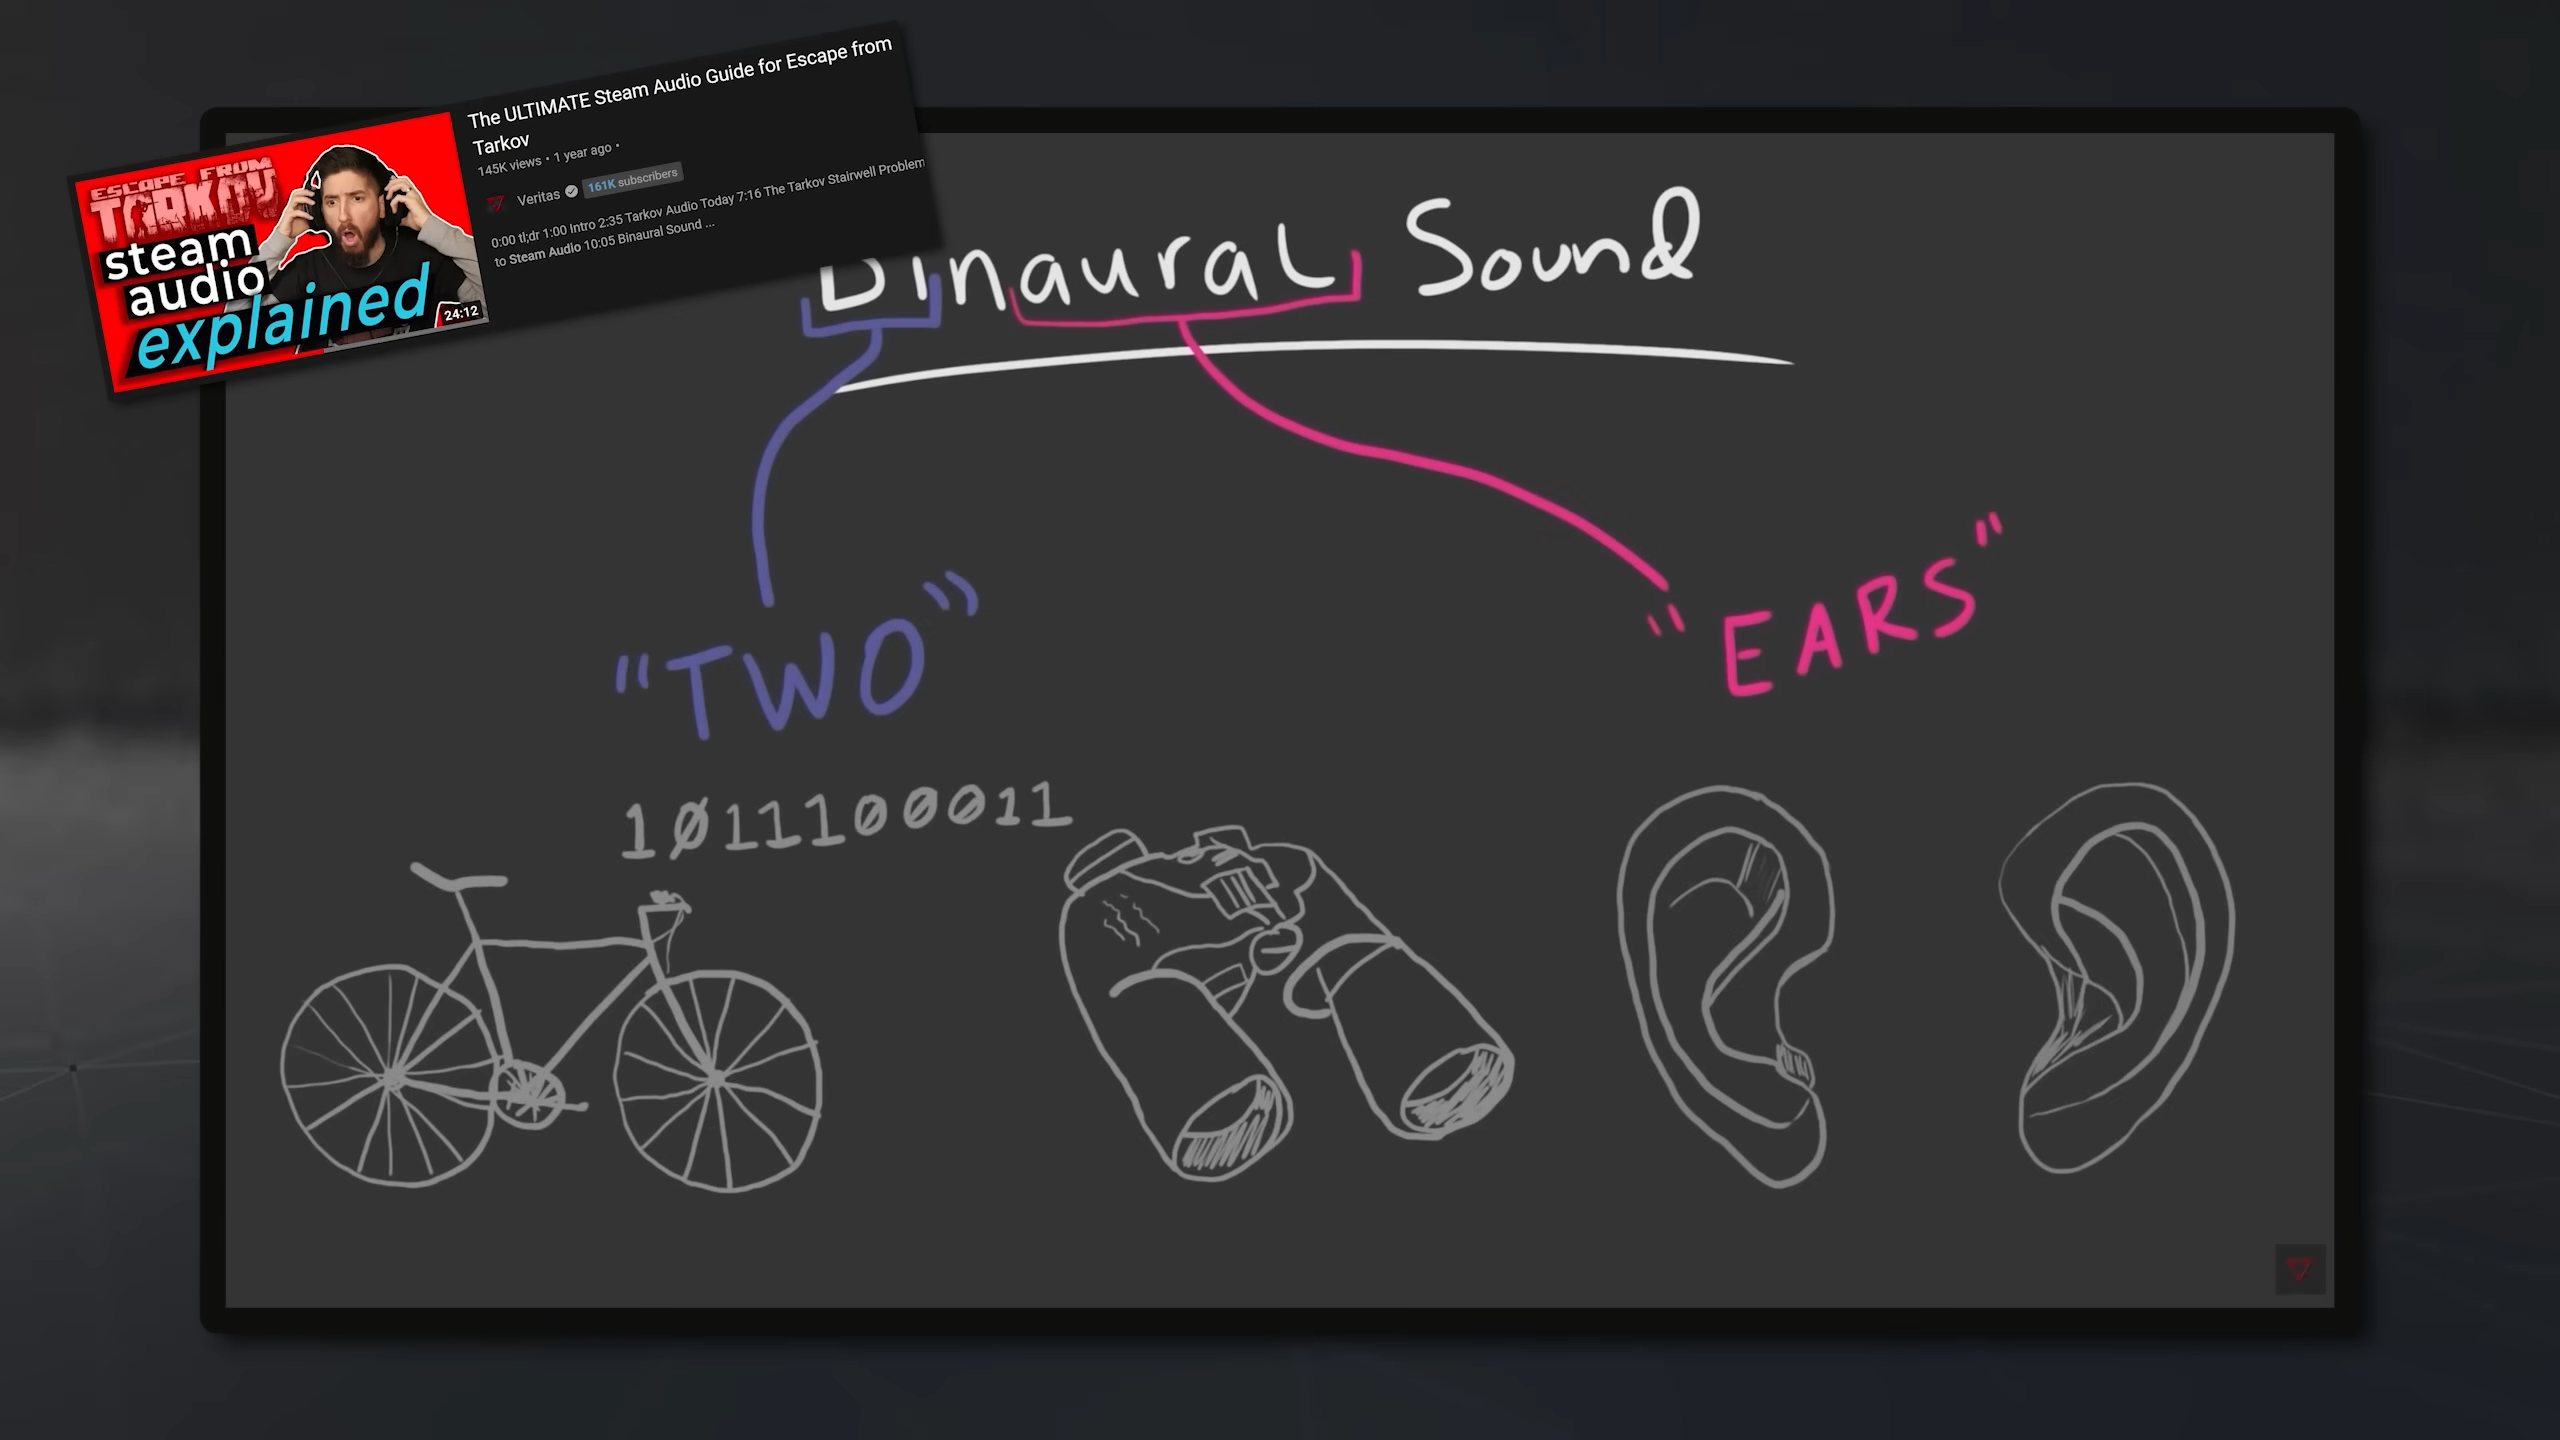 The ULTIMATE Steam Audio Guide for Escape from
Tarkov
145K views • 1 year ago •
Veritas 161K subscribers
0:00 tl;dr 1:00 Intro 2:35 Tarkov Audio Today 7:16 The Tarkov Stairwell Problem
to Steam Audio 10:05 Binaural Sound ...
ESCAPE FROM
TARKOV
steam
audio
explained
24:12
Binaural Sound
"TWO"
"EARS"
1011100011